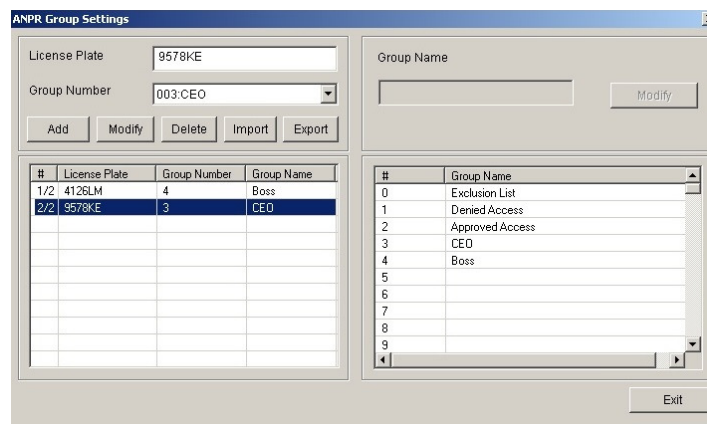 ANPR Group Settings
License Plate 9578KE
Group Number 003:CEO
Add Modify Delete Import Export
Group Name
Modify
# License Plate Group Number Group Name
1/2 4126LM 4 Boss
2/2 9578KE 3 CEO
# Group Name
0 Exclusion List
1 Denied Access
2 Approved Access
3 CEO
4 Boss
5
6
7
8
9
Exit